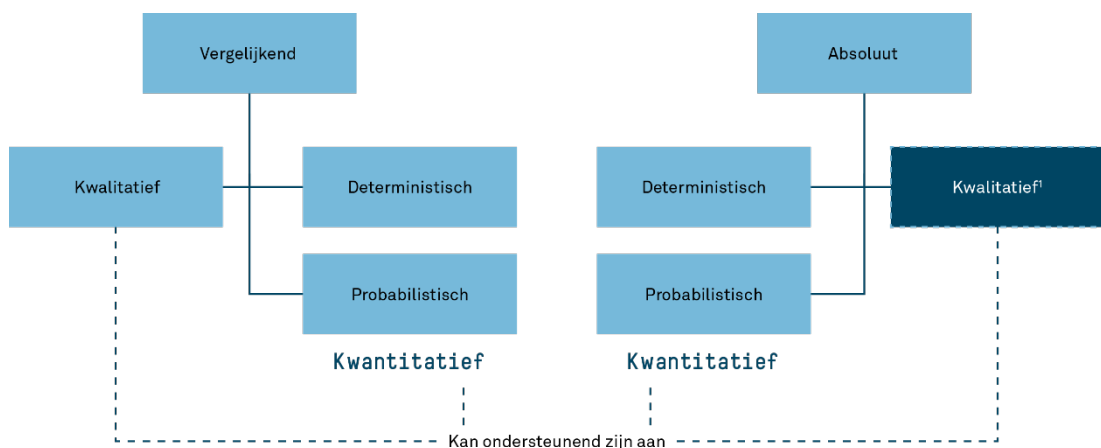 Vergelijkend
Absoluut
Kwalitatief
Deterministisch
Deterministisch
Kwalitatief¹
Probabilistisch
Probabilistisch
Kwantitatief
Kwantitatief
Kan ondersteunend zijn aan